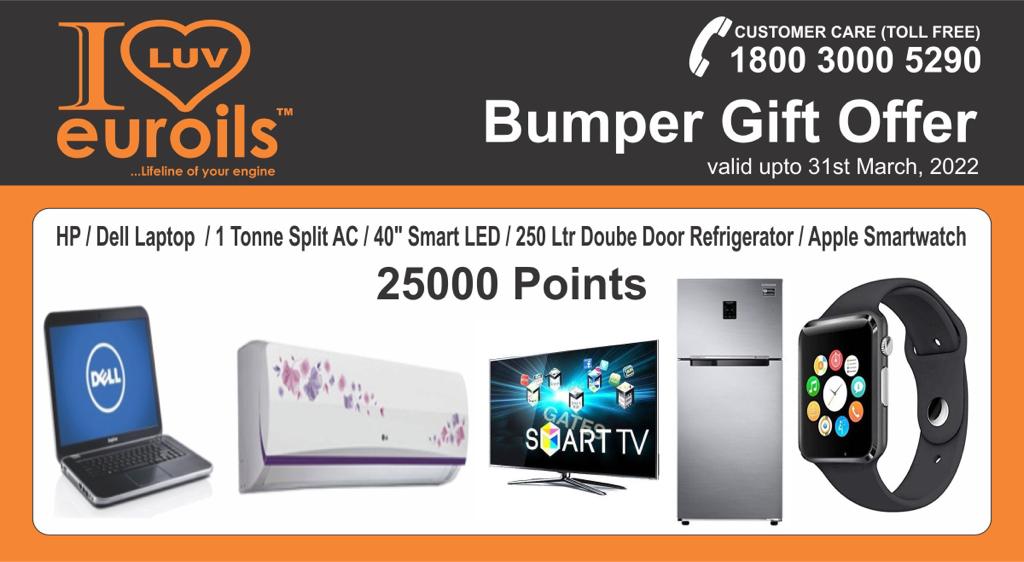 I LUV
euroils™
...Lifeline of your engine
CUSTOMER CARE (TOLL FREE)
1800 3000 5290
Bumper Gift Offer
valid upto 31st March, 2022
HP / Dell Laptop / 1 Tonne Split AC / 40" Smart LED / 250 Ltr Doube Door Refrigerator / Apple Smartwatch
25000 Points
DELL
LG
GATES
SMART TV